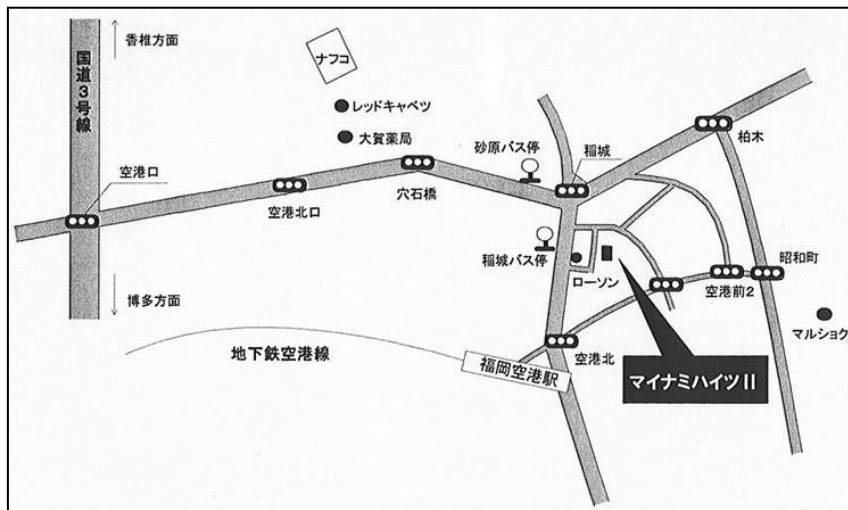 香椎方面
国道3号線
ナフコ
レッドキャベツ
大賀薬局
砂原バス停
稲城
柏木
空港口
空港北口
穴石橋
稲城バス停
ローソン
昭和町
空港前2
マルショク
博多方面
地下鉄空港線
福岡空港駅
空港北
マイナミハイツⅡ